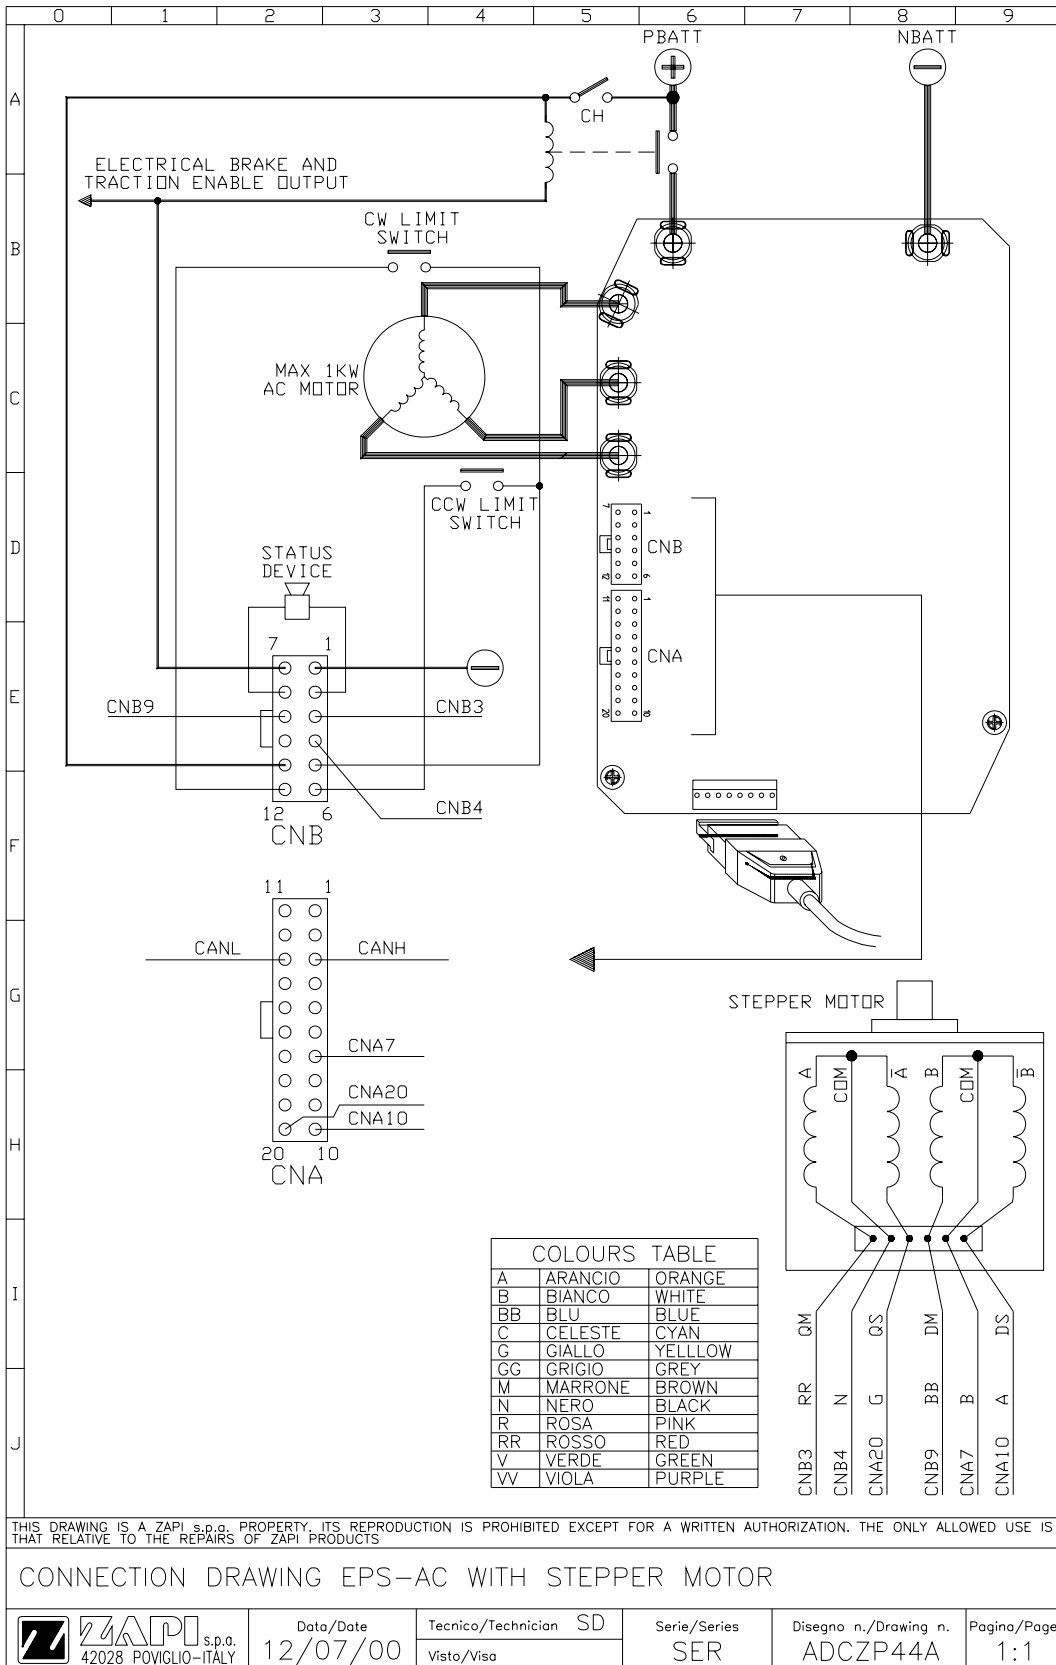 0 1 2 3 4 5 6 7 8 9
PBATT NBATT
A
CH
ELECTRICAL BRAKE AND
TRACTION ENABLE OUTPUT
CW LIMIT
SWITCH
B
MAX 1KW
AC MOTOR
C
CCW LIMIT
SWITCH
7 1
CNB
12 6
D
STATUS
DEVICE
11 1
CNA
20 10
7 1
E
CNB9 CNB3
CNB4
12 6
CNB
F
11 1
CANL CANH
G
STEPPER MOTOR
CNA7
A COM A̅ B COM B̅
CNA20
CNA10
H
20 10
CNA
COLOURS TABLE
A ARANCIO ORANGE
B BIANCO WHITE
BB BLU BLUE
C CELESTE CYAN
G GIALLO YELLLOW
GG GRIGIO GREY
M MARRONE BROWN
N NERO BLACK
R ROSA PINK
RR ROSSO RED
V VERDE GREEN
VV VIOLA PURPLE
I
J
CNB3 RR QM
CNB4 N
CNA20 G QS
CNB9 BB DM
CNA7 B
CNA10 A DS
THIS DRAWING IS A ZAPI s.p.a. PROPERTY. ITS REPRODUCTION IS PROHIBITED EXCEPT FOR A WRITTEN AUTHORIZATION. THE ONLY ALLOWED USE IS
THAT RELATIVE TO THE REPAIRS OF ZAPI PRODUCTS
CONNECTION DRAWING EPS-AC WITH STEPPER MOTOR
ZAPI s.p.a.
42028 POVIGLIO-ITALY
Data/Date
12/07/00
Tecnico/Technician SD
Visto/Visa
Serie/Series
SER
Disegno n./Drawing n.
ADCZP44A
Pagina/Page
1:1